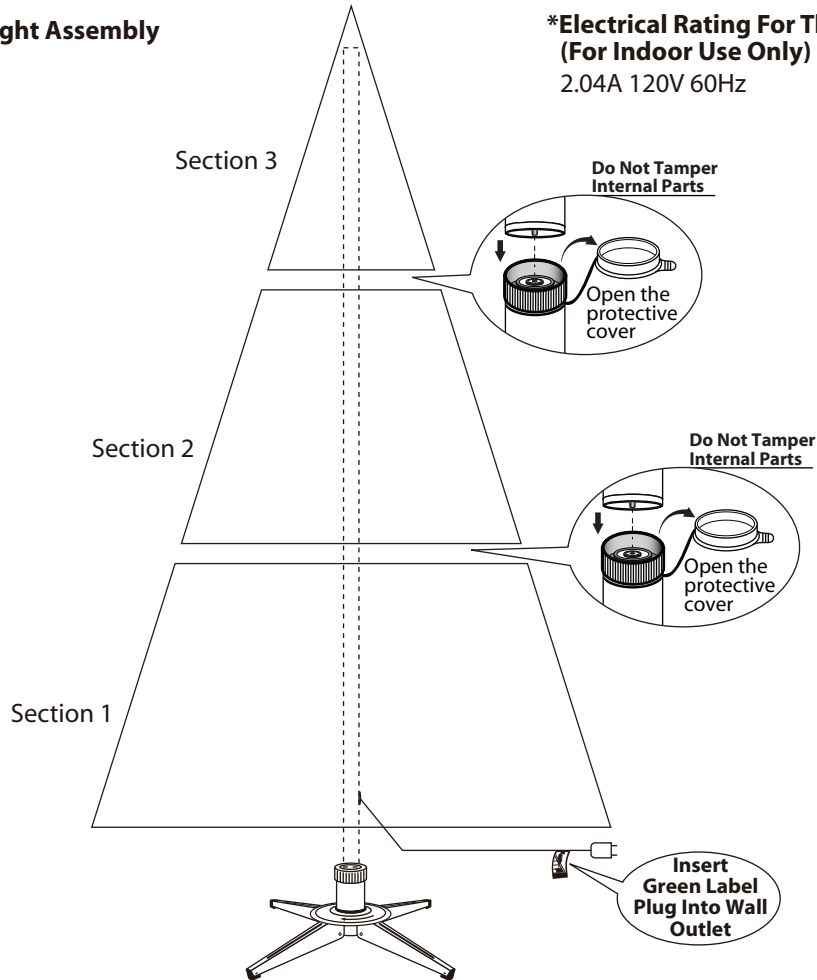 ght Assembly
*Electrical Rating For Th
(For Indoor Use Only)
2.04A 120V 60Hz
Section 3
Do Not Tamper
Internal Parts
Open the
protective
cover
Section 2
Do Not Tamper
Internal Parts
Open the
protective
cover
Section 1
Insert
Green Label
Plug Into Wall
Outlet